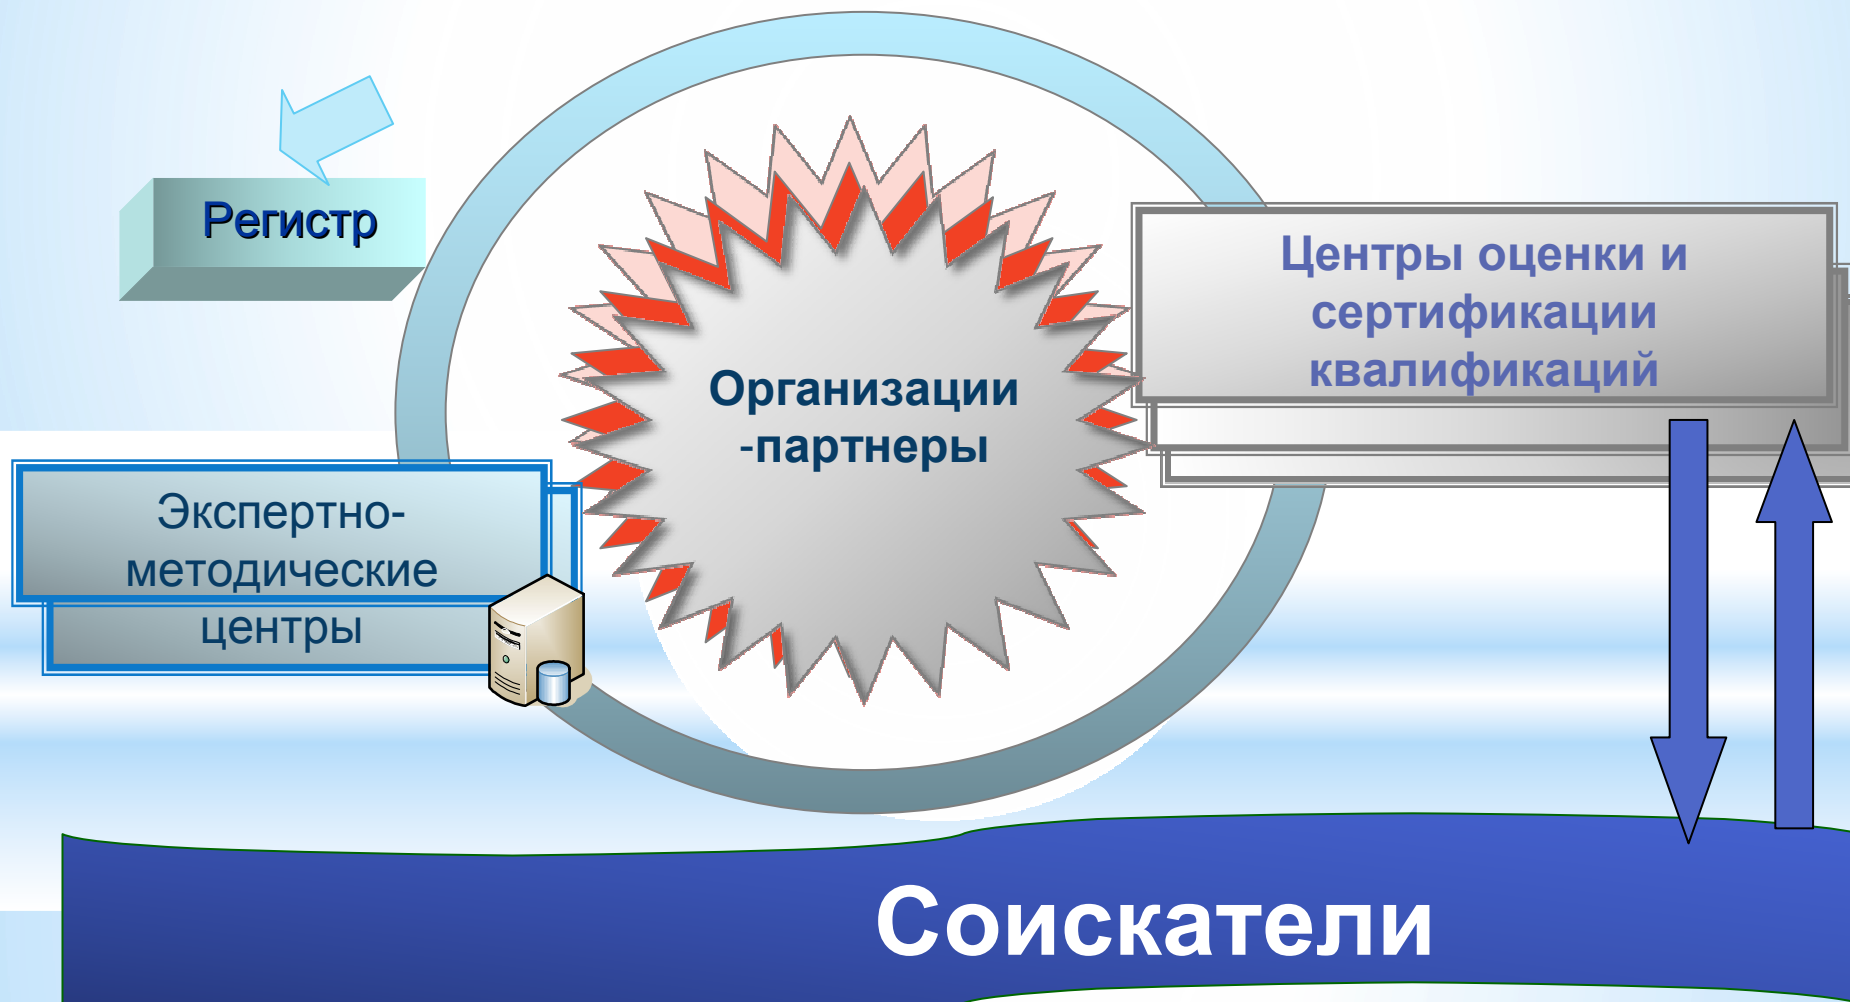 Регистр
Центры оценки и
сертификации
квалификаций
Организации
-партнеры
Экспертно-
методические
центры
Соискатели